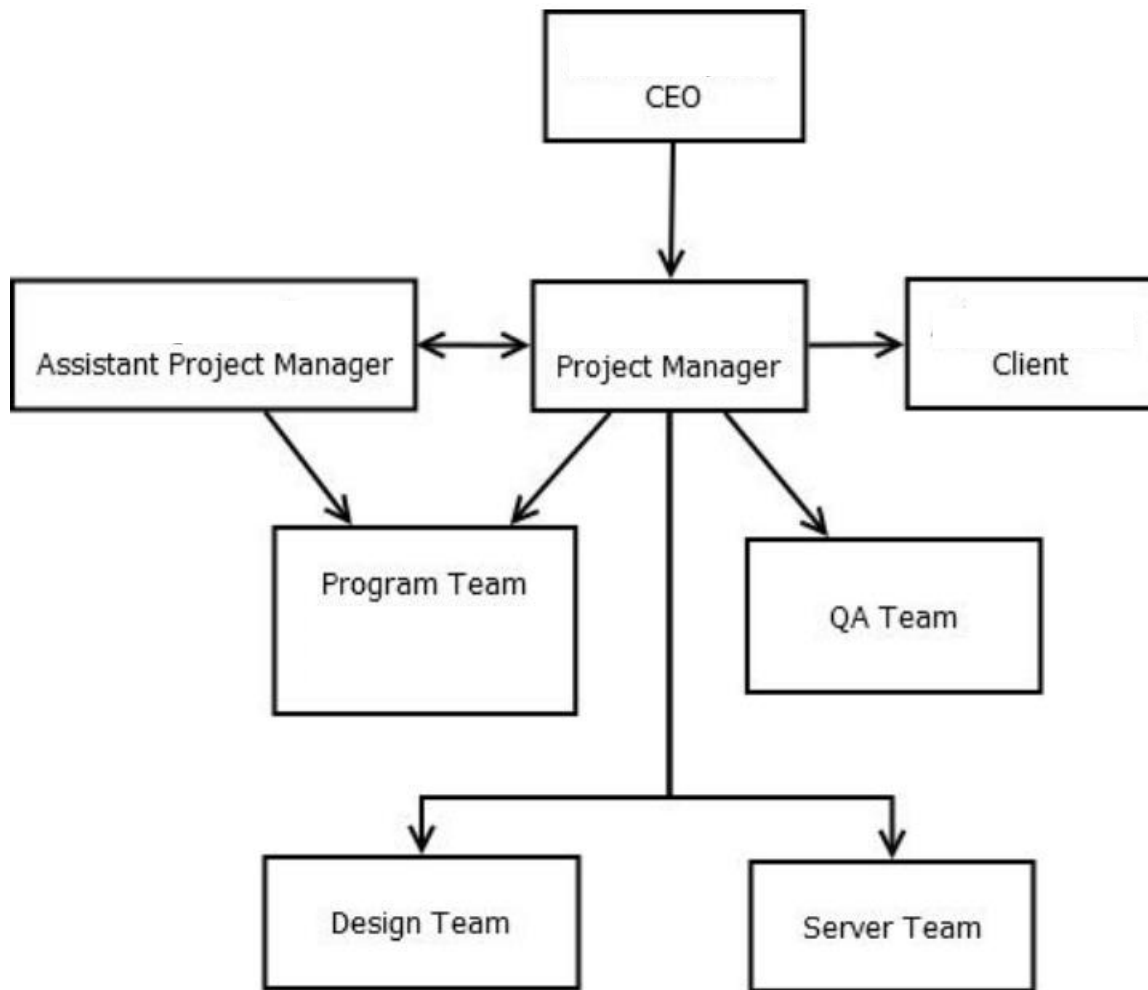 CEO
Assistant Project Manager
Project Manager
Client
Program Team
QA Team
Design Team
Server Team